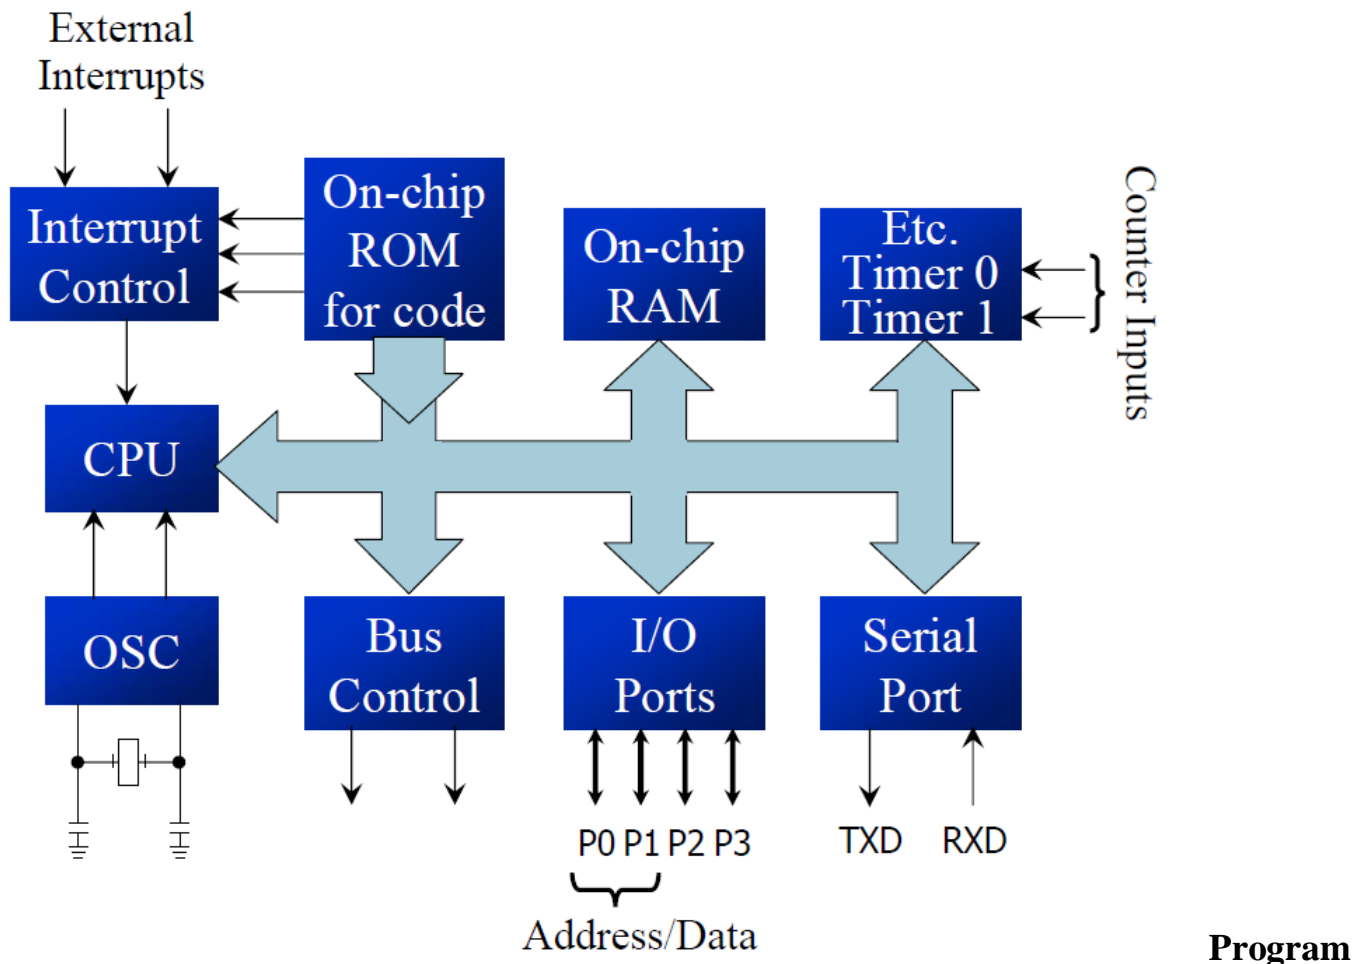 External
Interrupts
Interrupt
Control
On-chip
ROM
for code
On-chip
RAM
Etc.
Timer 0
Timer 1
Counter Inputs
CPU
OSC
Bus
Control
I/O
Ports
Serial
Port
P0 P1 P2 P3
TXD RXD
Address/Data
Program